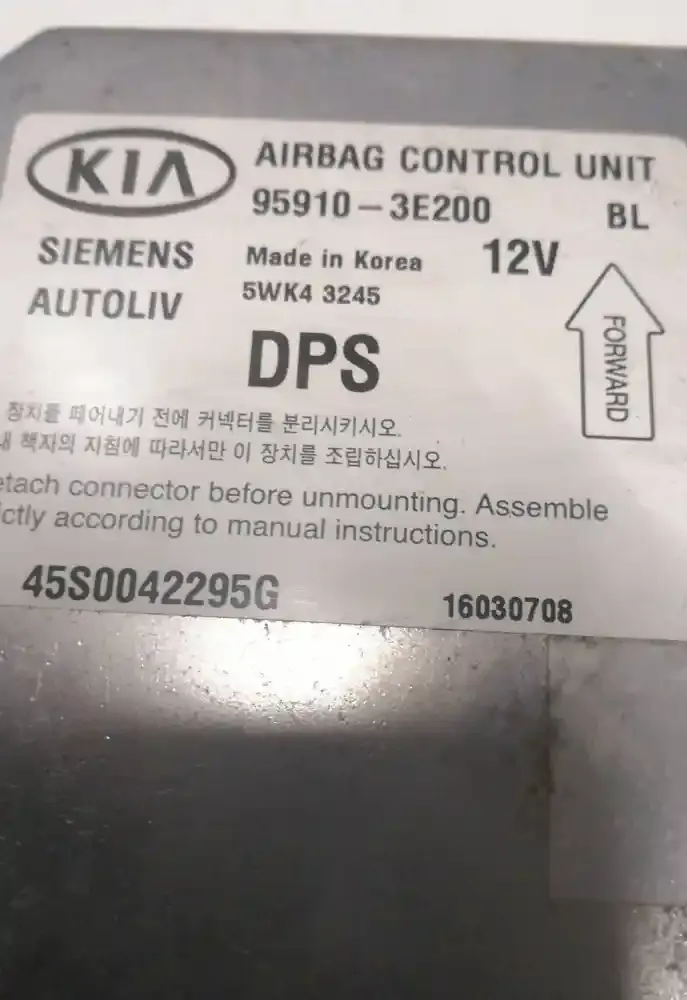 KIA
AIRBAG CONTROL UNIT
95910-3E200 BL
SIEMENS
AUTOLIV
Made in Korea 12V
5WK4 3245
DPS
FORWARD
장치를 떼어내기 전에 커넥터를 분리시키시오.
책자의 지침에 따라서만 이 장치를 조립하십시오.
etach connector before unmounting. Assemble
ictly according to manual instructions.
45S0042295G 16030708